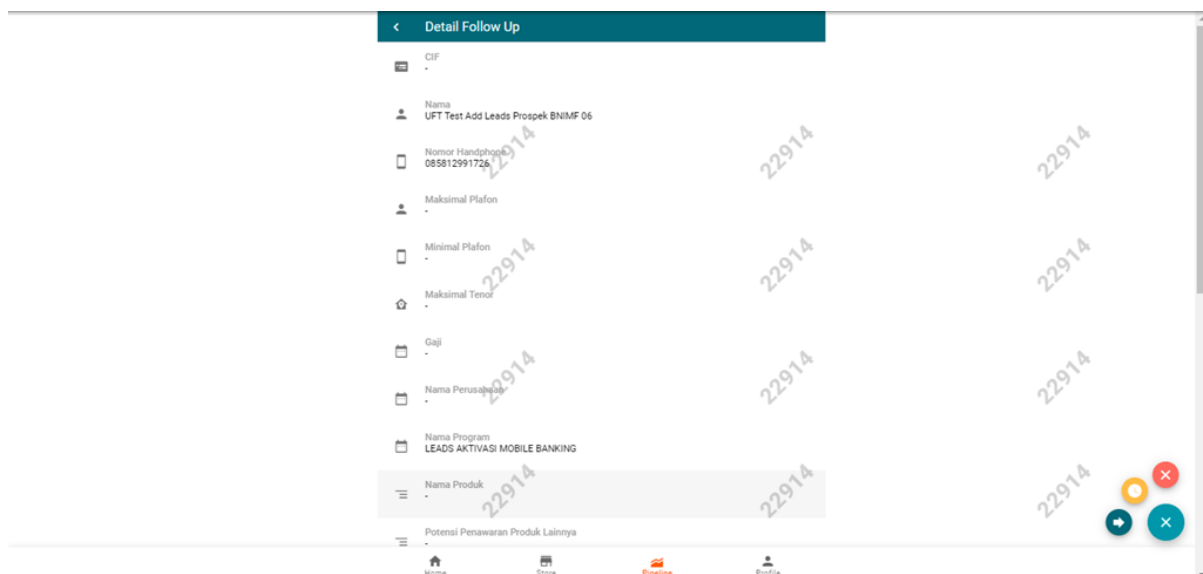 Detail Follow Up
CIF
-
Nama
UFT Test Add Leads Prospek BNIMF 06
Nomor Handphone
085812991726
22914 22914 22914
Maksimal Plafon
-
Minimal Plafon
-
22914 22914 22914
Maksimal Tenor
-
Gaji
-
22914 22914 22914
Nama Perusahaan
-
Nama Program
LEADS AKTIVASI MOBILE BANKING
Nama Produk
-
22914 22914 22914
Potensi Penawaran Produk Lainnya
-
Home Store Pipeline Profile